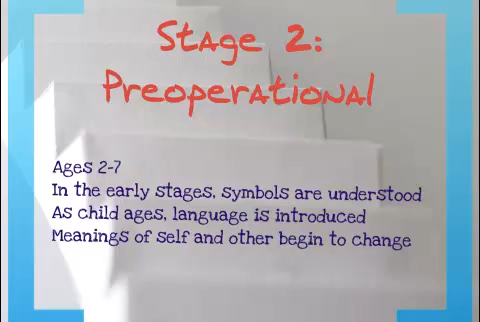 Stage 2:
Preoperational
Ages 2-7
In the early stages, symbols are understood
As child ages, language is introduced
Meanings of self and other begin to change